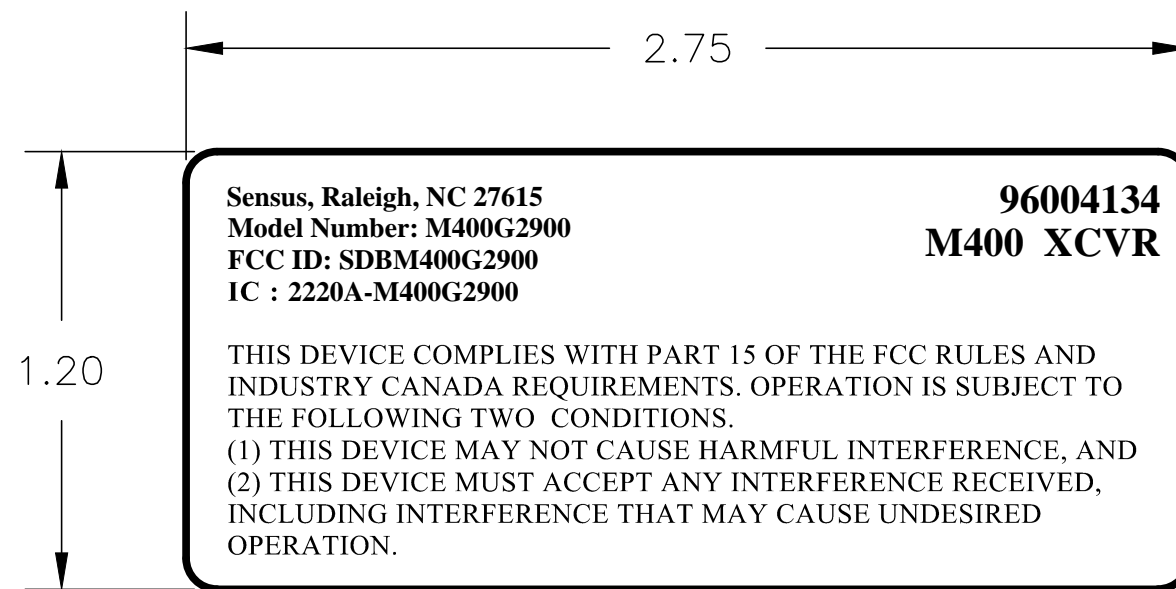 2.75
Sensus, Raleigh, NC 27615
Model Number: M400G2900
FCC ID: SDBM400G2900
IC : 2220A-M400G2900
96004134
M400 XCVR
1.20
THIS DEVICE COMPLIES WITH PART 15 OF THE FCC RULES AND
INDUSTRY CANADA REQUIREMENTS. OPERATION IS SUBJECT TO
THE FOLLOWING TWO CONDITIONS.
(1) THIS DEVICE MAY NOT CAUSE HARMFUL INTERFERENCE, AND
(2) THIS DEVICE MUST ACCEPT ANY INTERFERENCE RECEIVED,
INCLUDING INTERFERENCE THAT MAY CAUSE UNDESIRED
OPERATION.